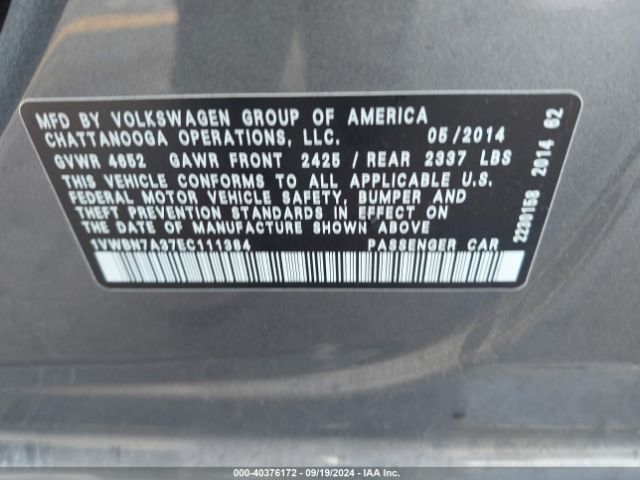 MFD BY VOLKSWAGEN GROUP OF AMERICA
CHATTANOOGA OPERATIONS, LLC. 05/2014
GVWR 4652 GAWR FRONT 2425 / REAR 2337 LBS
THIS VEHICLE CONFORMS TO ALL APPLICABLE U.S.
FEDERAL MOTOR VEHICLE SAFETY, BUMPER AND
THEFT PREVENTION STANDARDS IN EFFECT ON
THE DATE OF MANUFACTURE SHOWN ABOVE
1VWBN7A37EC111384 PASSENGER CAR
2230158 2014 62
000-40376172 - 09/19/2024 - IAA Inc.